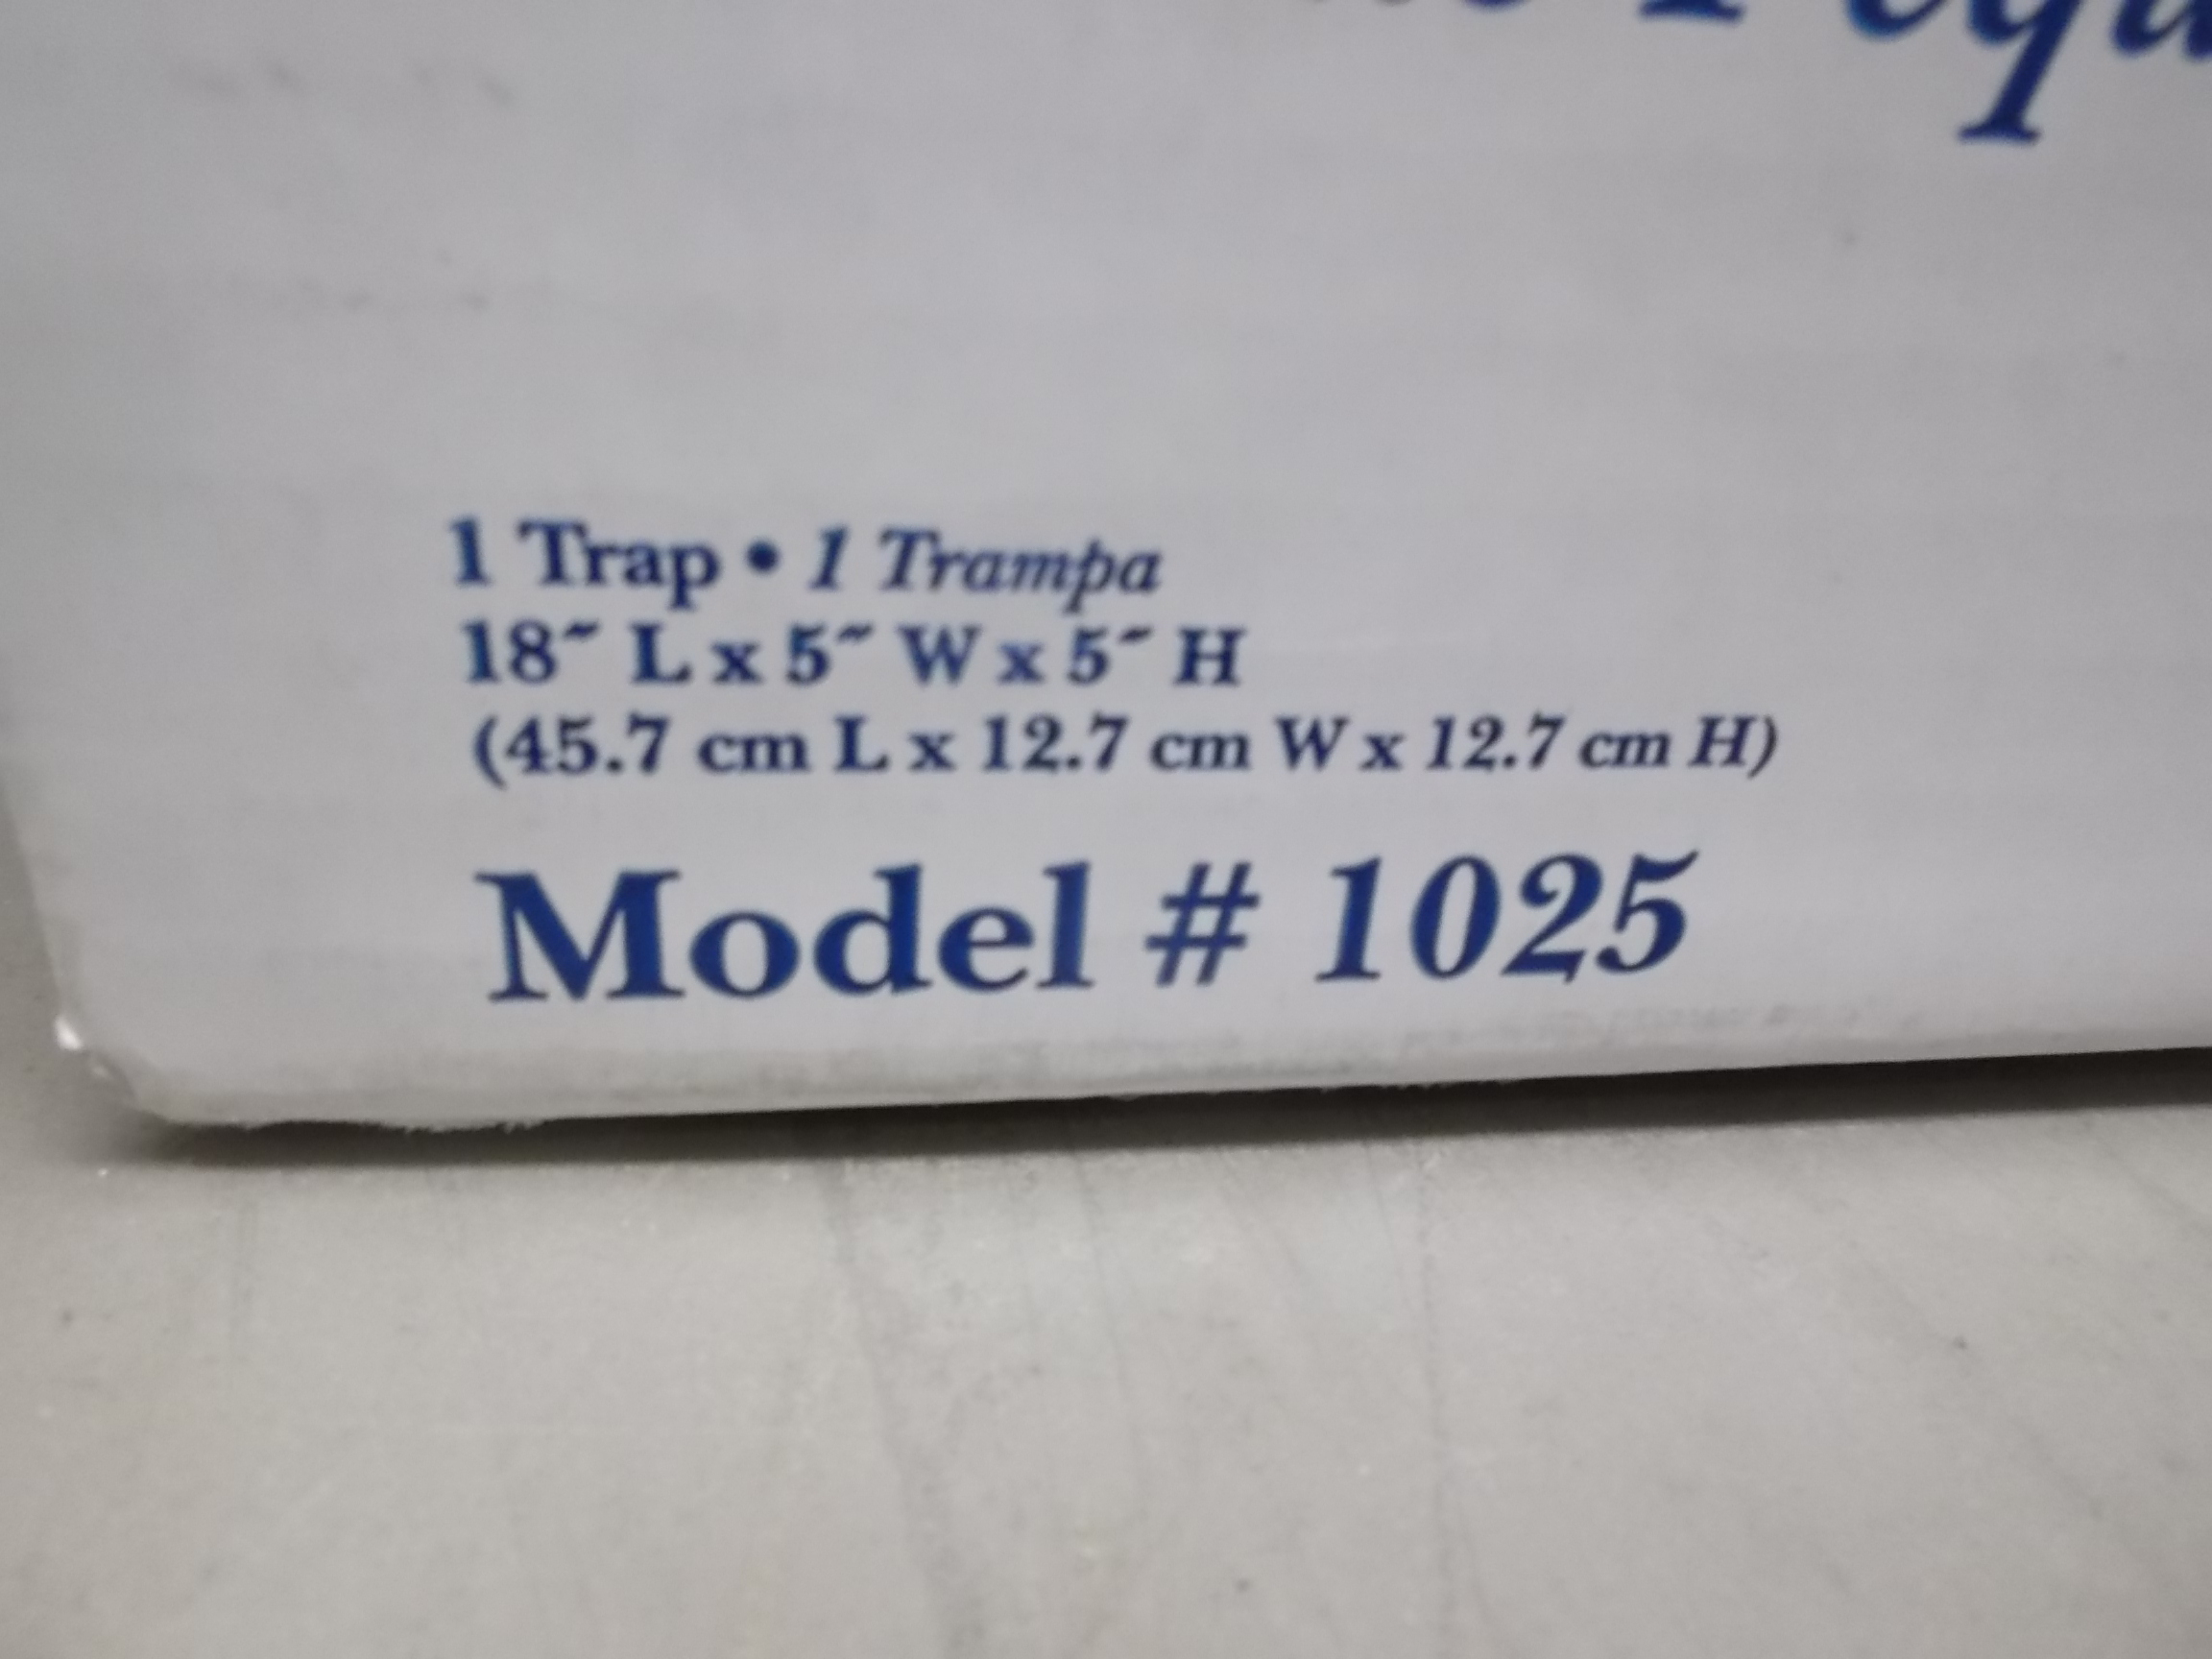 1 Trap • 1 Trampa
18″ L x 5″ W x 5″ H
(45.7 cm L x 12.7 cm W x 12.7 cm H)
Model # 1025